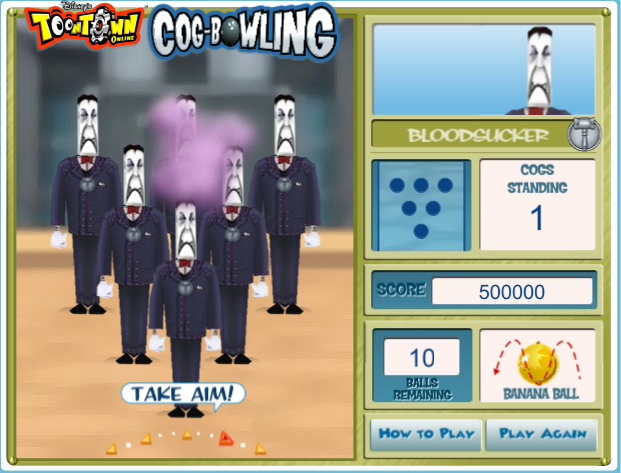 Disney's
TOONTOWN
ONLINE
COG-BOWLING
BLOODSUCKER
COGS
STANDING
1
SCORE 500000
10
BALLS
REMAINING
BANANA BALL
TAKE AIM!
HOW TO PLAY
PLAY AGAIN